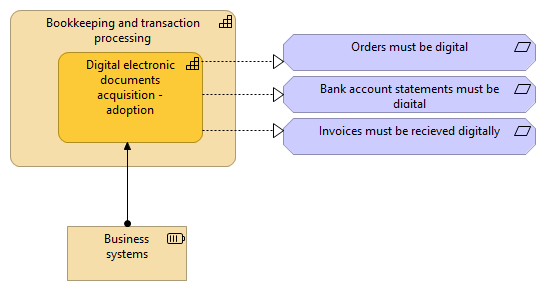 Bookkeeping and transaction
processing
Digital electronic
documents
acquisition -
adoption
Orders must be digital
Bank account statements must be
digital
Invoices must be recieved digitally
Business
systems